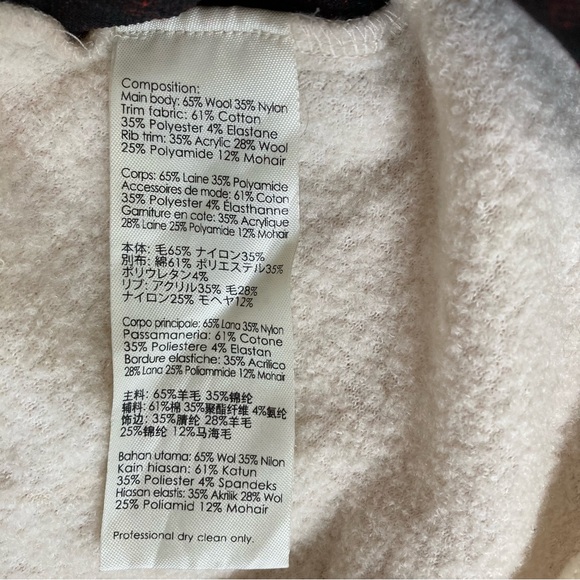 Composition:
Main body: 65% Wool 35% Nylon
Trim fabric: 61% Cotton
35% Polyester 4% Elastane
Rib trim: 35% Acrylic 28% Wool
25% Polyamide 12% Mohair
Corps: 65% Laine 35% Polyamide
Accessoires de mode: 61% Coton
35% Polyester 4% Élasthanne
Garniture en cote: 35% Acrylique
28% Laine 25% Polyamide 12% Mohair
本体: 毛65% ナイロン35%
別布: 綿61% ポリエステル35%
ポリウレタン4%
リブ: アクリル35% 毛28%
ナイロン25% モヘヤ12%
Corpo principale: 65% Lana 35% Nylon
Passamaneria: 61% Cotone
35% Poliestere 4% Elastan
Bordure elastiche: 35% Acrilico
28% Lana 25% Poliammide 12% Mohair
主料: 65%羊毛 35%锦纶
辅料: 61%棉 35%聚酯纤维 4%氨纶
饰边: 35%腈纶 28%羊毛
25%锦纶 12%马海毛
Bahan utama: 65% Wol 35% Nilon
Kain hiasan: 61% Katun
35% Poliester 4% Spandeks
Hiasan elastis: 35% Akrilik 28% Wol
25% Poliamid 12% Mohair
Professional dry clean only.